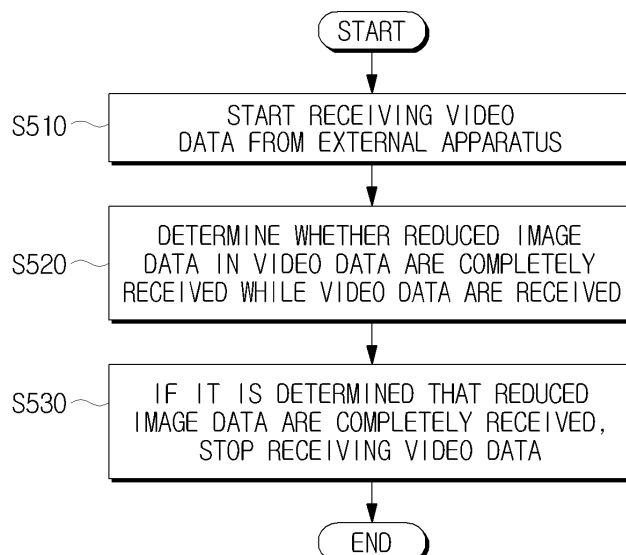 START
S510
START RECEIVING VIDEO
DATA FROM EXTERNAL APPARATUS
S520
DETERMINE WHETHER REDUCED IMAGE
DATA IN VIDEO DATA ARE COMPLETELY
RECEIVED WHILE VIDEO DATA ARE RECEIVED
S530
IF IT IS DETERMINED THAT REDUCED
IMAGE DATA ARE COMPLETELY RECEIVED,
STOP RECEIVING VIDEO DATA
END